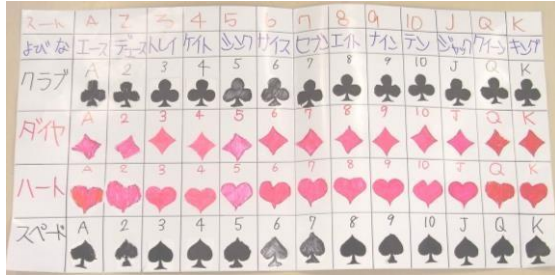 スート A 2 3 4 5 6 7 8 9 10 J Q K
よびな エース デュース トレイ ケイト シンク サイス セブン エイト ナイン テン ジャック クイーン キング
クラブ A 2 3 4 5 6 7 8 9 10 J Q K
ダイヤ A 2 3 4 5 6 7 8 9 10 J Q K
ハート A 2 3 4 5 6 7 8 9 10 J Q K
スペード A 2 3 4 5 6 7 8 9 10 J Q K